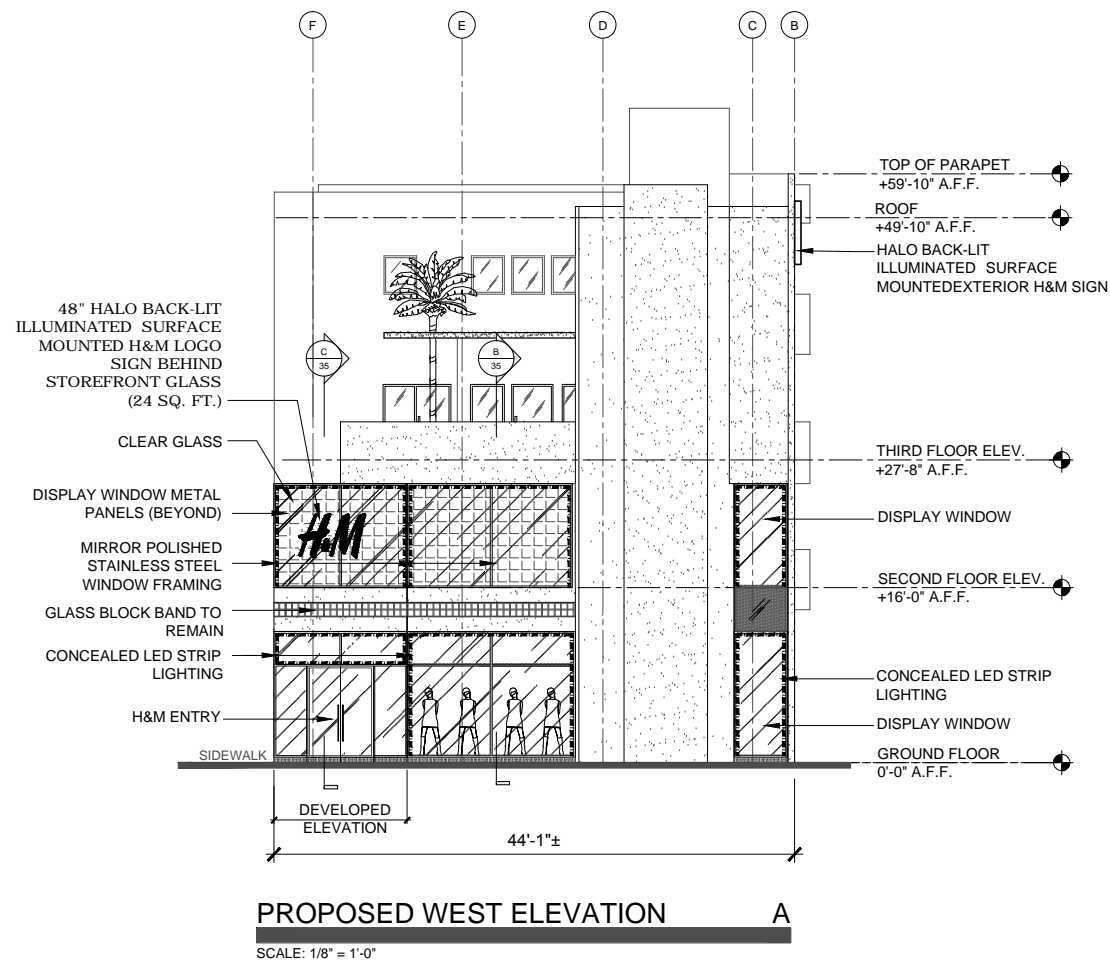 F
E
D
C
B
TOP OF PARAPET
+59'-10" A.F.F.
ROOF
+49'-10" A.F.F.
HALO BACK-LIT
ILLUMINATED SURFACE
MOUNTEDEXTERIOR H&M SIGN
48" HALO BACK-LIT
ILLUMINATED SURFACE
MOUNTED H&M LOGO
SIGN BEHIND
STOREFRONT GLASS
(24 SQ. FT.)
C
35
B
35
CLEAR GLASS
THIRD FLOOR ELEV.
+27'-8" A.F.F.
DISPLAY WINDOW METAL
PANELS (BEYOND)
H&M
DISPLAY WINDOW
MIRROR POLISHED
STAINLESS STEEL
WINDOW FRAMING
SECOND FLOOR ELEV.
+16'-0" A.F.F.
GLASS BLOCK BAND TO
REMAIN
CONCEALED LED STRIP
LIGHTING
CONCEALED LED STRIP
LIGHTING
H&M ENTRY
DISPLAY WINDOW
SIDEWALK
GROUND FLOOR
0'-0" A.F.F.
DEVELOPED
ELEVATION
44'-1"±
PROPOSED WEST ELEVATION A
SCALE: 1/8" = 1'-0"